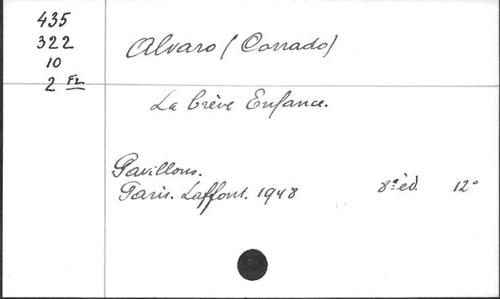 435
322
10
2 Fr
Alvaro (Corrado)
La brève Enfance.
Pavillons.
Paris. Laffont. 1948 8e éd. 12°